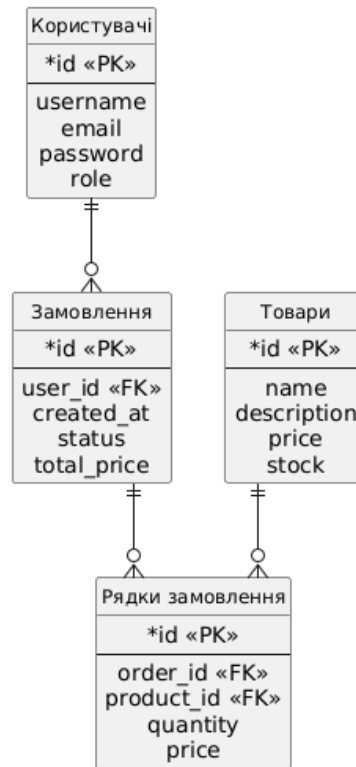 Користувачі
*id «PK»
username
email
password
role
Замовлення
*id «PK»
user_id «FK»
created_at
status
total_price
Товари
*id «PK»
name
description
price
stock
Рядки замовлення
*id «PK»
order_id «FK»
product_id «FK»
quantity
price